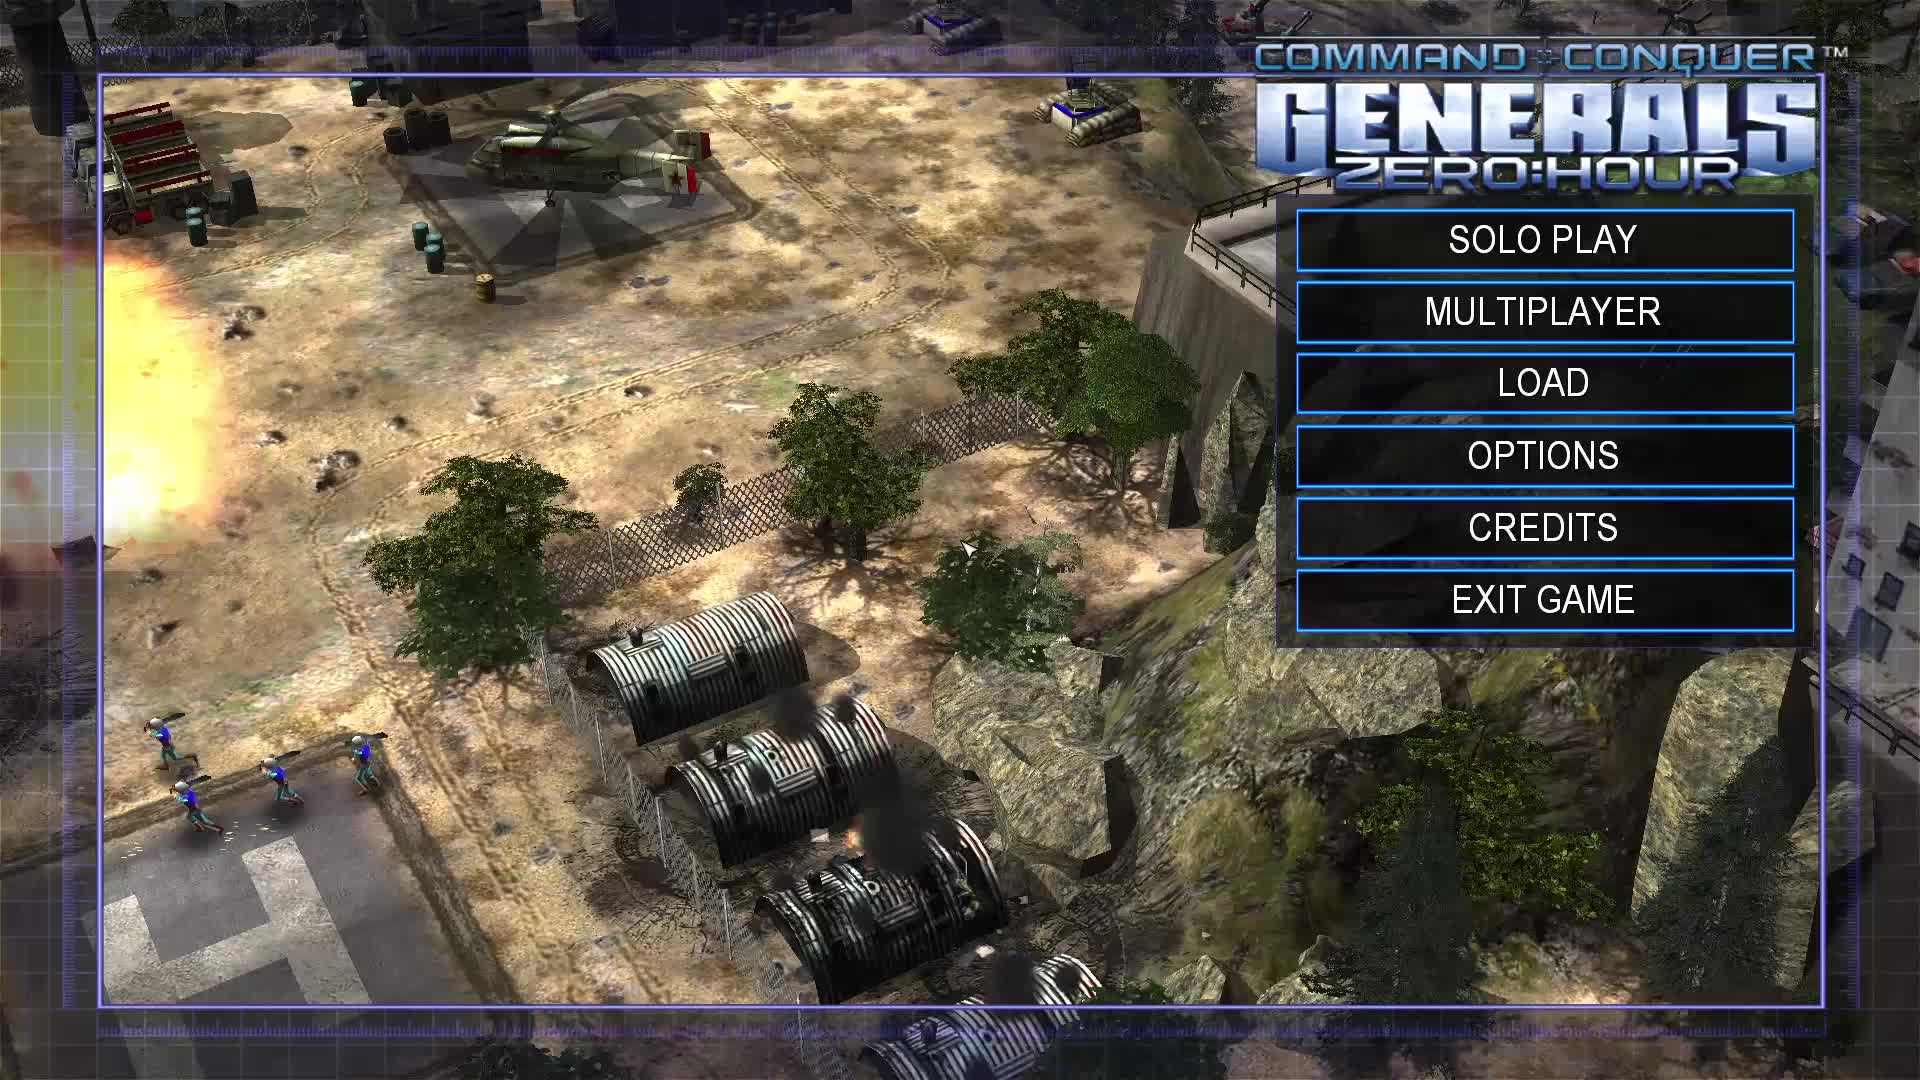 COMMAND & CONQUER™
GENERALS
ZERO:HOUR
SOLO PLAY
MULTIPLAYER
LOAD
OPTIONS
CREDITS
EXIT GAME
H